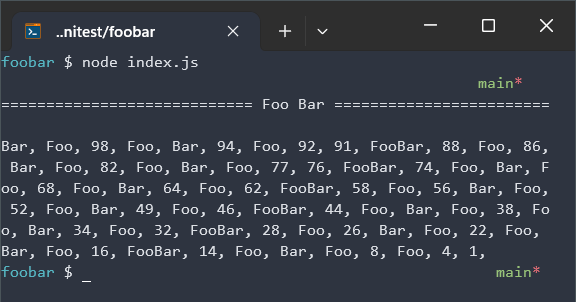 ..nitest/foobar
foobar $ node index.js
main*
============================ Foo Bar ========================
Bar, Foo, 98, Foo, Bar, 94, Foo, 92, 91, FooBar, 88, Foo, 86,
Bar, Foo, 82, Foo, Bar, Foo, 77, 76, FooBar, 74, Foo, Bar, F
oo, 68, Foo, Bar, 64, Foo, 62, FooBar, 58, Foo, 56, Bar, Foo,
52, Foo, Bar, 49, Foo, 46, FooBar, 44, Foo, Bar, Foo, 38, Fo
o, Bar, 34, Foo, 32, FooBar, 28, Foo, 26, Bar, Foo, 22, Foo,
Bar, Foo, 16, FooBar, 14, Foo, Bar, Foo, 8, Foo, 4, 1,
foobar $ _ main*